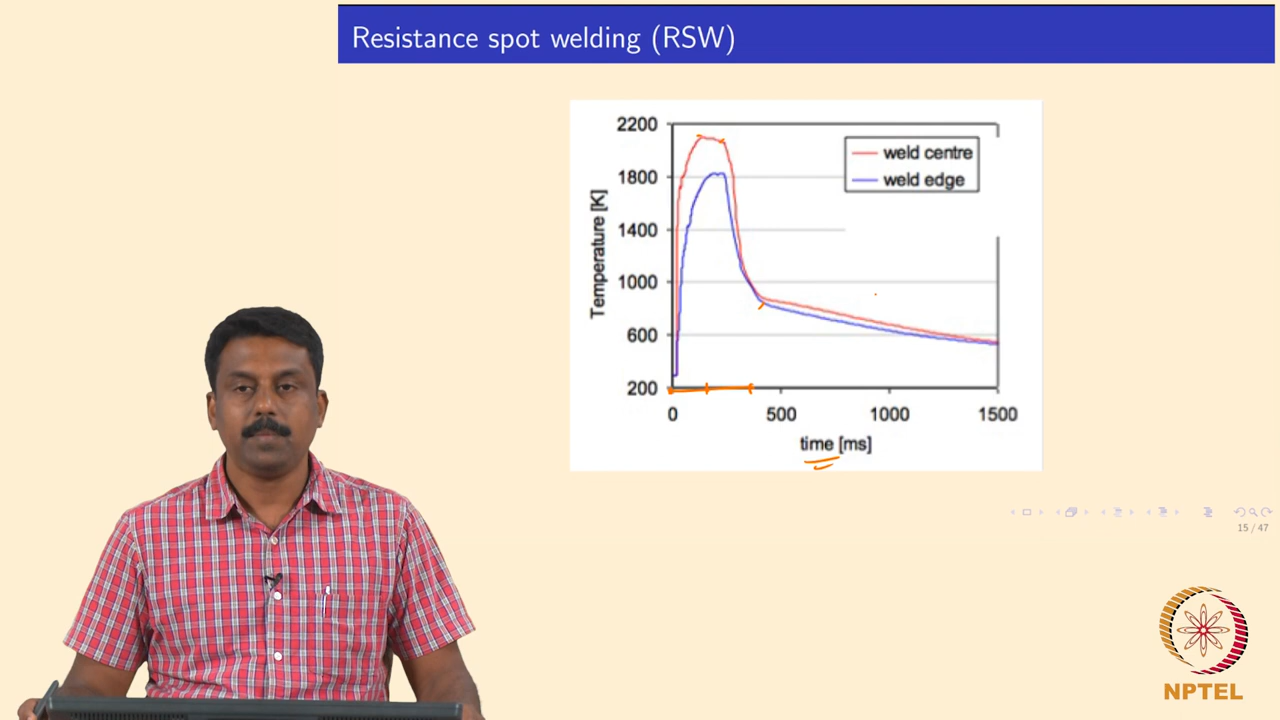 Resistance spot welding (RSW)
2200
1800
1400
1000
600
200
Temperature [K]
weld centre
weld edge
0 500 1000 1500
time [ms]
15 / 47
NPTEL